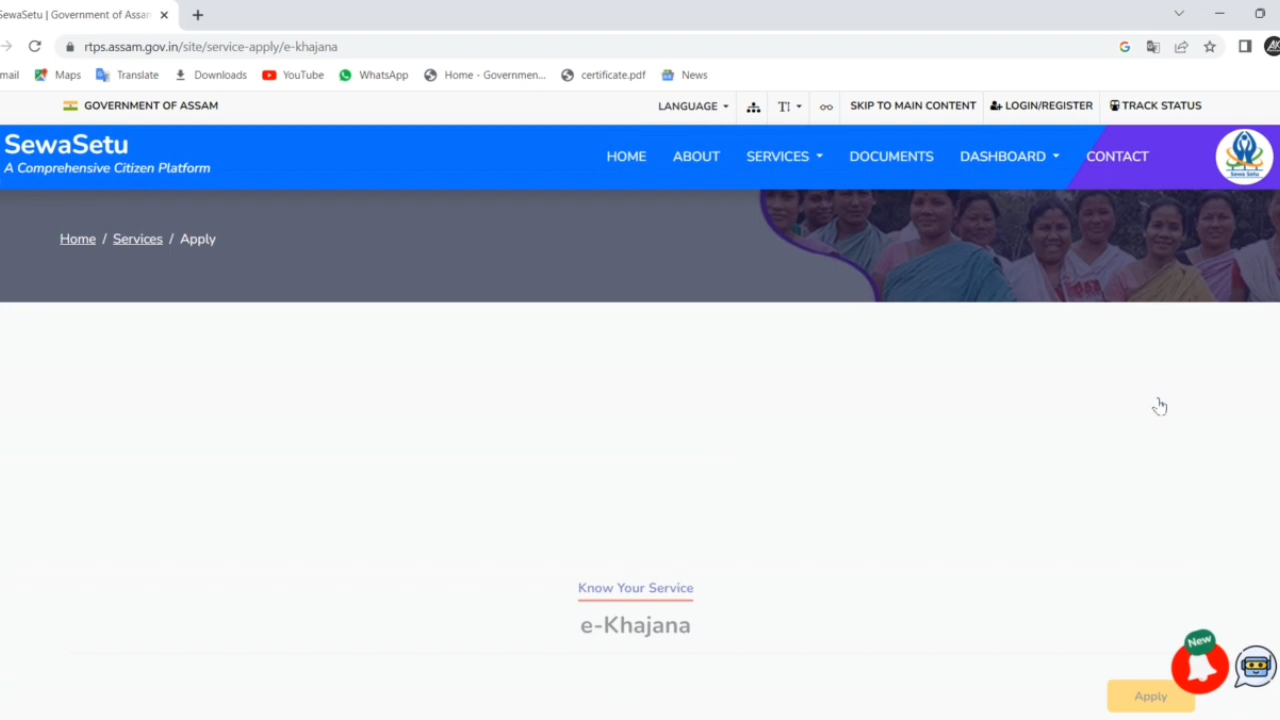 SewaSetu | Government of Assam
rtps.assam.gov.in/site/service-apply/e-khajana
Maps
Translate
Downloads
YouTube
WhatsApp
Home - Governmen...
certificate.pdf
News
GOVERNMENT OF ASSAM
LANGUAGE
T!
SKIP TO MAIN CONTENT
LOGIN/REGISTER
TRACK STATUS
SewaSetu
A Comprehensive Citizen Platform
HOME
ABOUT
SERVICES
DOCUMENTS
DASHBOARD
CONTACT
Sewa Setu
Home / Services / Apply
Know Your Service
e-Khajana
New
Apply